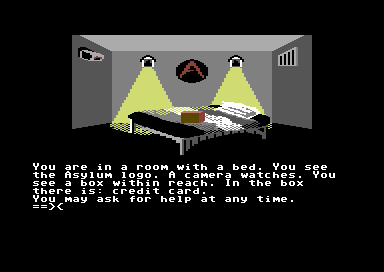 A
You are in a room with a bed. You see
the Asylum logo. A camera watches. You
see a box within reach. In the box
there is: credit card.
You may ask for help at any time.
==><